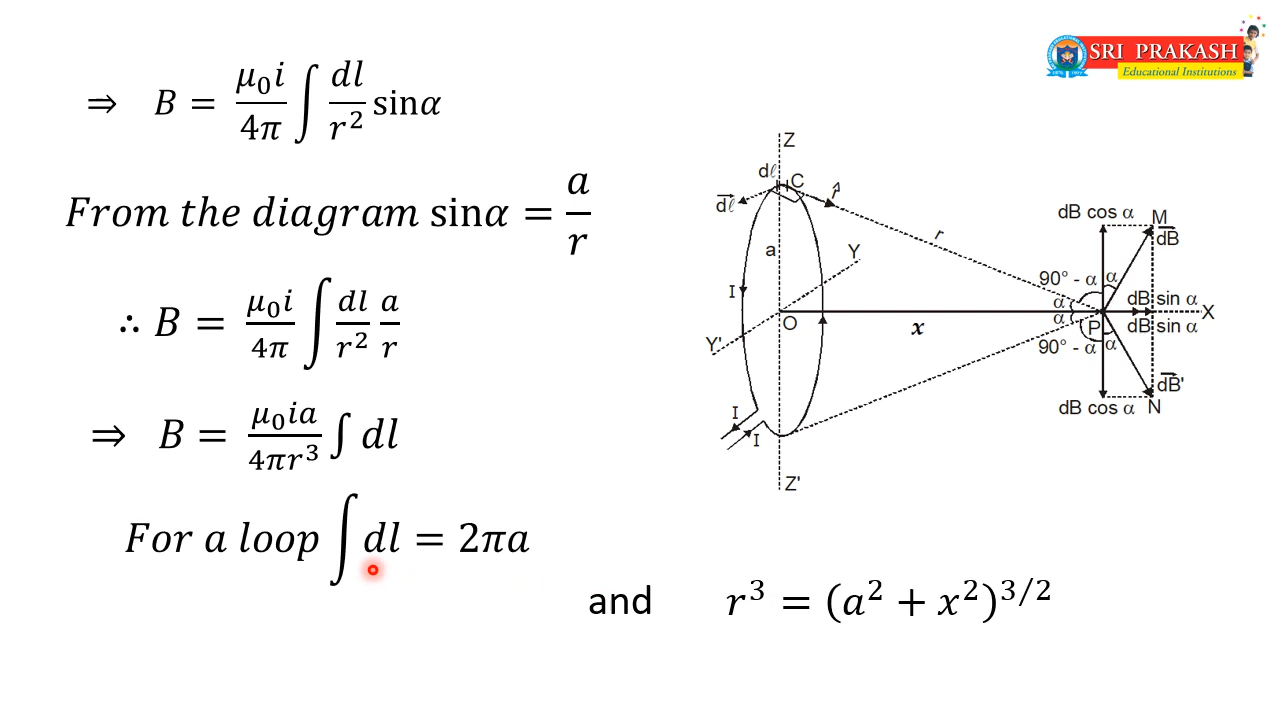 SRI PRAKASH
Educational Institutions
⇒ B = μ₀i/4π ∫ dl/r² sinα
From the diagram sinα = a/r
∴ B = μ₀i/4π ∫ dl/r² a/r
⇒ B = μ₀ia/4πr³ ∫ dl
For a loop ∫ dl = 2πa
and r³ = (a² + x²)^3/2
Z
dℓ
C
r̂
dℓ⃗
r
a
Y
I
O
x
Y'
I
I
Z'
dB cos α
M
dB⃗
90° - α
α
α
dB sin α
X
α
P
dB sin α
90° - α
α
dB⃗'
dB cos α
N